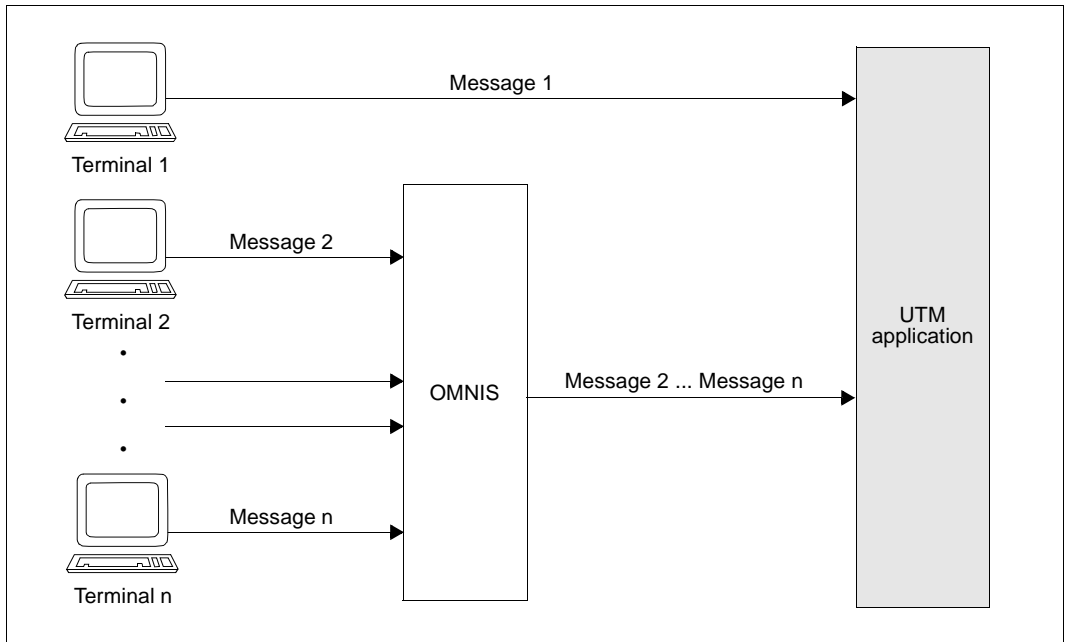 Message 1
Terminal 1
Message 2
Terminal 2
UTM
application
OMNIS
Message 2 ... Message n
Message n
Terminal n